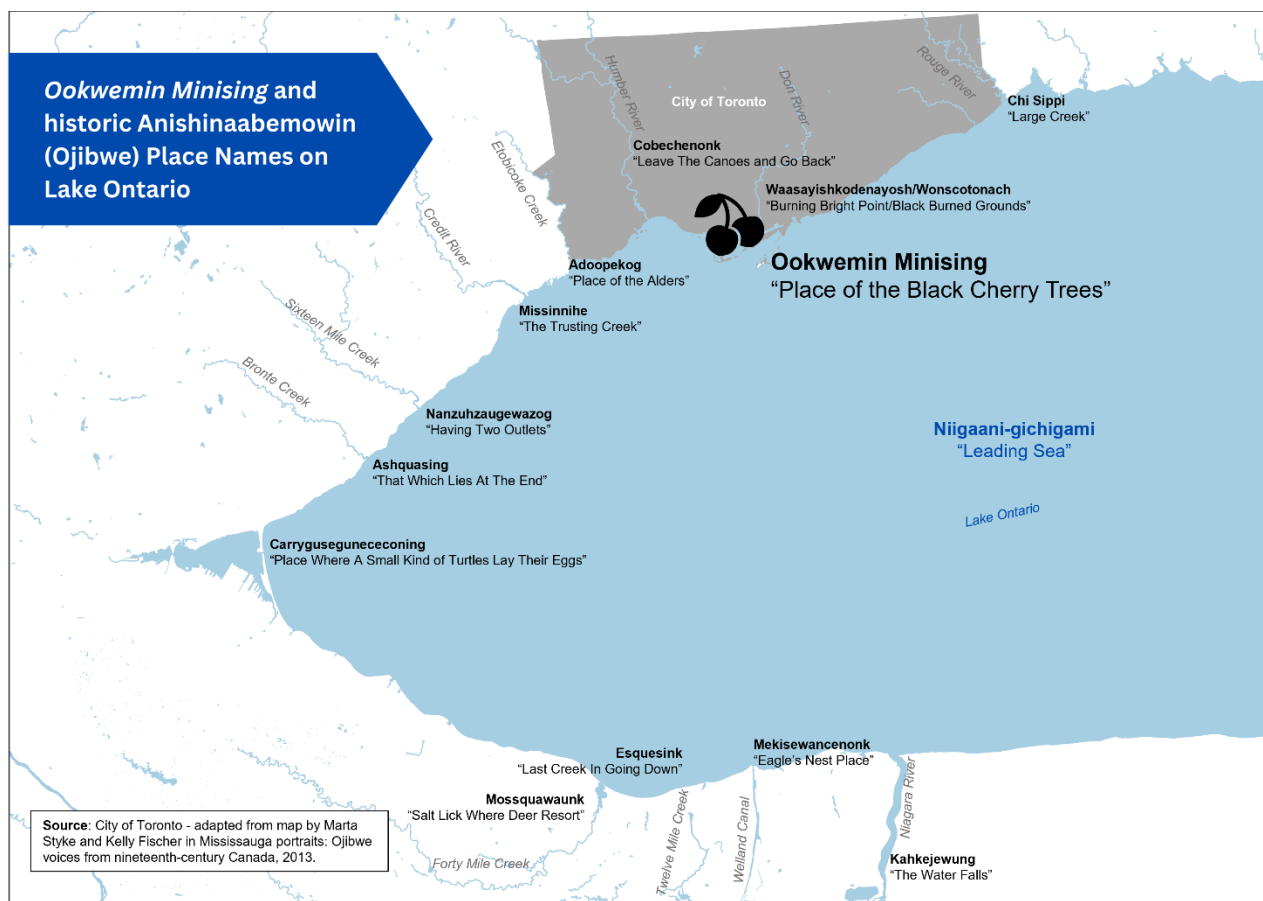 Ookwemin Minising and
historic Anishinaabemowin
(Ojibwe) Place Names on
Lake Ontario
Humber River
Don River
Rouge River
City of Toronto
Chi Sippi
“Large Creek”
Etobicoke Creek
Cobechenonk
“Leave The Canoes and Go Back”
Waasayishkodenayosh/Wonscotonach
“Burning Bright Point/Black Burned Grounds”
Credit River
Ookwemin Minising
“Place of the Black Cherry Trees”
Adoopekog
“Place of the Alders”
Missinnihe
“The Trusting Creek”
Sixteen Mile Creek
Bronte Creek
Nanzuhzaugewazog
“Having Two Outlets”
Niigaani-gichigami
“Leading Sea”
Ashquasing
“That Which Lies At The End”
Lake Ontario
Carrygusegunececoning
“Place Where A Small Kind of Turtles Lay Their Eggs”
Esquesink
“Last Creek In Going Down”
Mekisewancenonk
“Eagle’s Nest Place”
Mossquawaunk
“Salt Lick Where Deer Resort”
Forty Mile Creek
Twelve Mile Creek
Welland Canal
Niagara River
Kahkejewung
“The Water Falls”
Source: City of Toronto - adapted from map by Marta
Styke and Kelly Fischer in Mississauga portraits: Ojibwe
voices from nineteenth-century Canada, 2013.